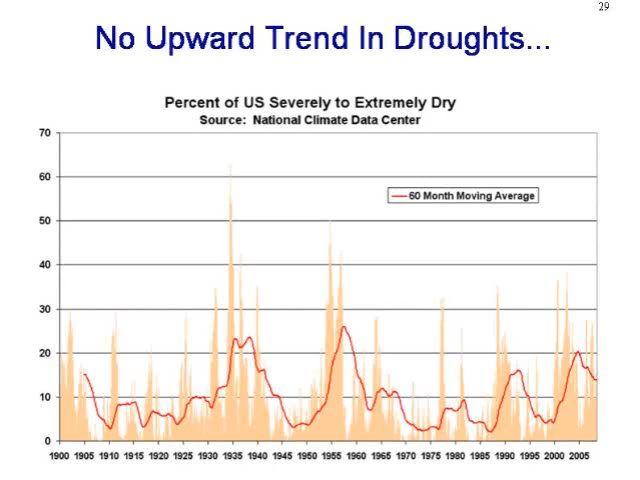 29
No Upward Trend In Droughts...
Percent of US Severely to Extremely Dry
Source: National Climate Data Center
70
60
50
40
30
20
10
0
60 Month Moving Average
1900 1905 1910 1915 1920 1925 1930 1935 1940 1945 1950 1955 1960 1965 1970 1975 1980 1985 1990 1995 2000 2005